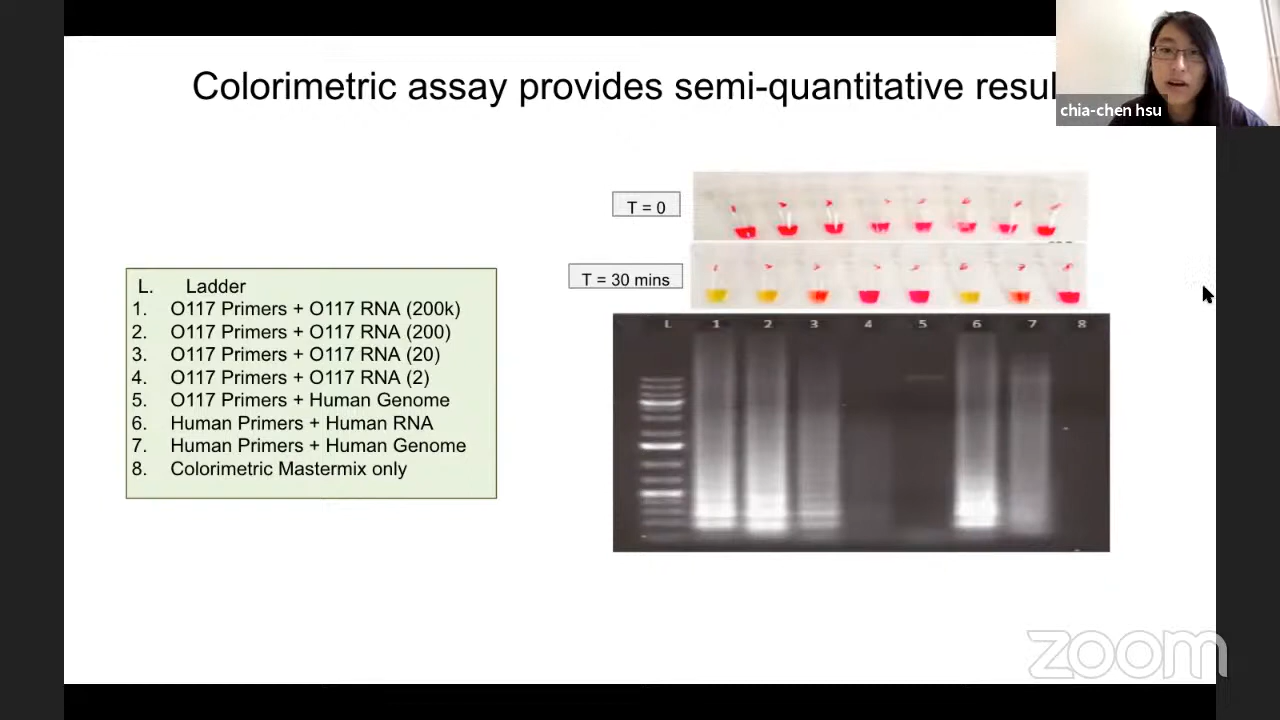 Colorimetric assay provides semi-quantitative resul
chia-chen hsu
T = 0
T = 30 mins
L. Ladder
1. O117 Primers + O117 RNA (200k)
2. O117 Primers + O117 RNA (200)
3. O117 Primers + O117 RNA (20)
4. O117 Primers + O117 RNA (2)
5. O117 Primers + Human Genome
6. Human Primers + Human RNA
7. Human Primers + Human Genome
8. Colorimetric Mastermix only
L 1 2 3 4 5 6 7 8
zoom